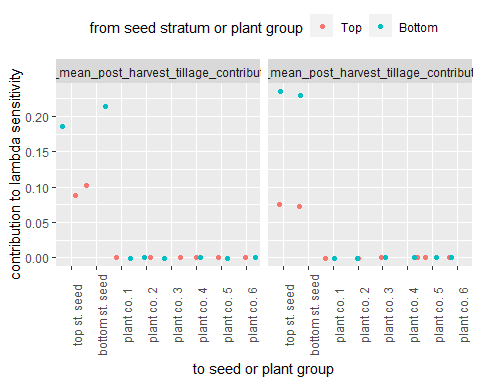 from seed stratum or plant group Top Bottom
_mean_post_harvest_tillage_contribut _mean_post_harvest_tillage_contribut
contribution to lambda sensitivity
0.20
0.15
0.10
0.05
0.00
top st. seed
bottom st. seed
plant co. 1
plant co. 2
plant co. 3
plant co. 4
plant co. 5
plant co. 6
top st. seed
bottom st. seed
plant co. 1
plant co. 2
plant co. 3
plant co. 4
plant co. 5
plant co. 6
to seed or plant group